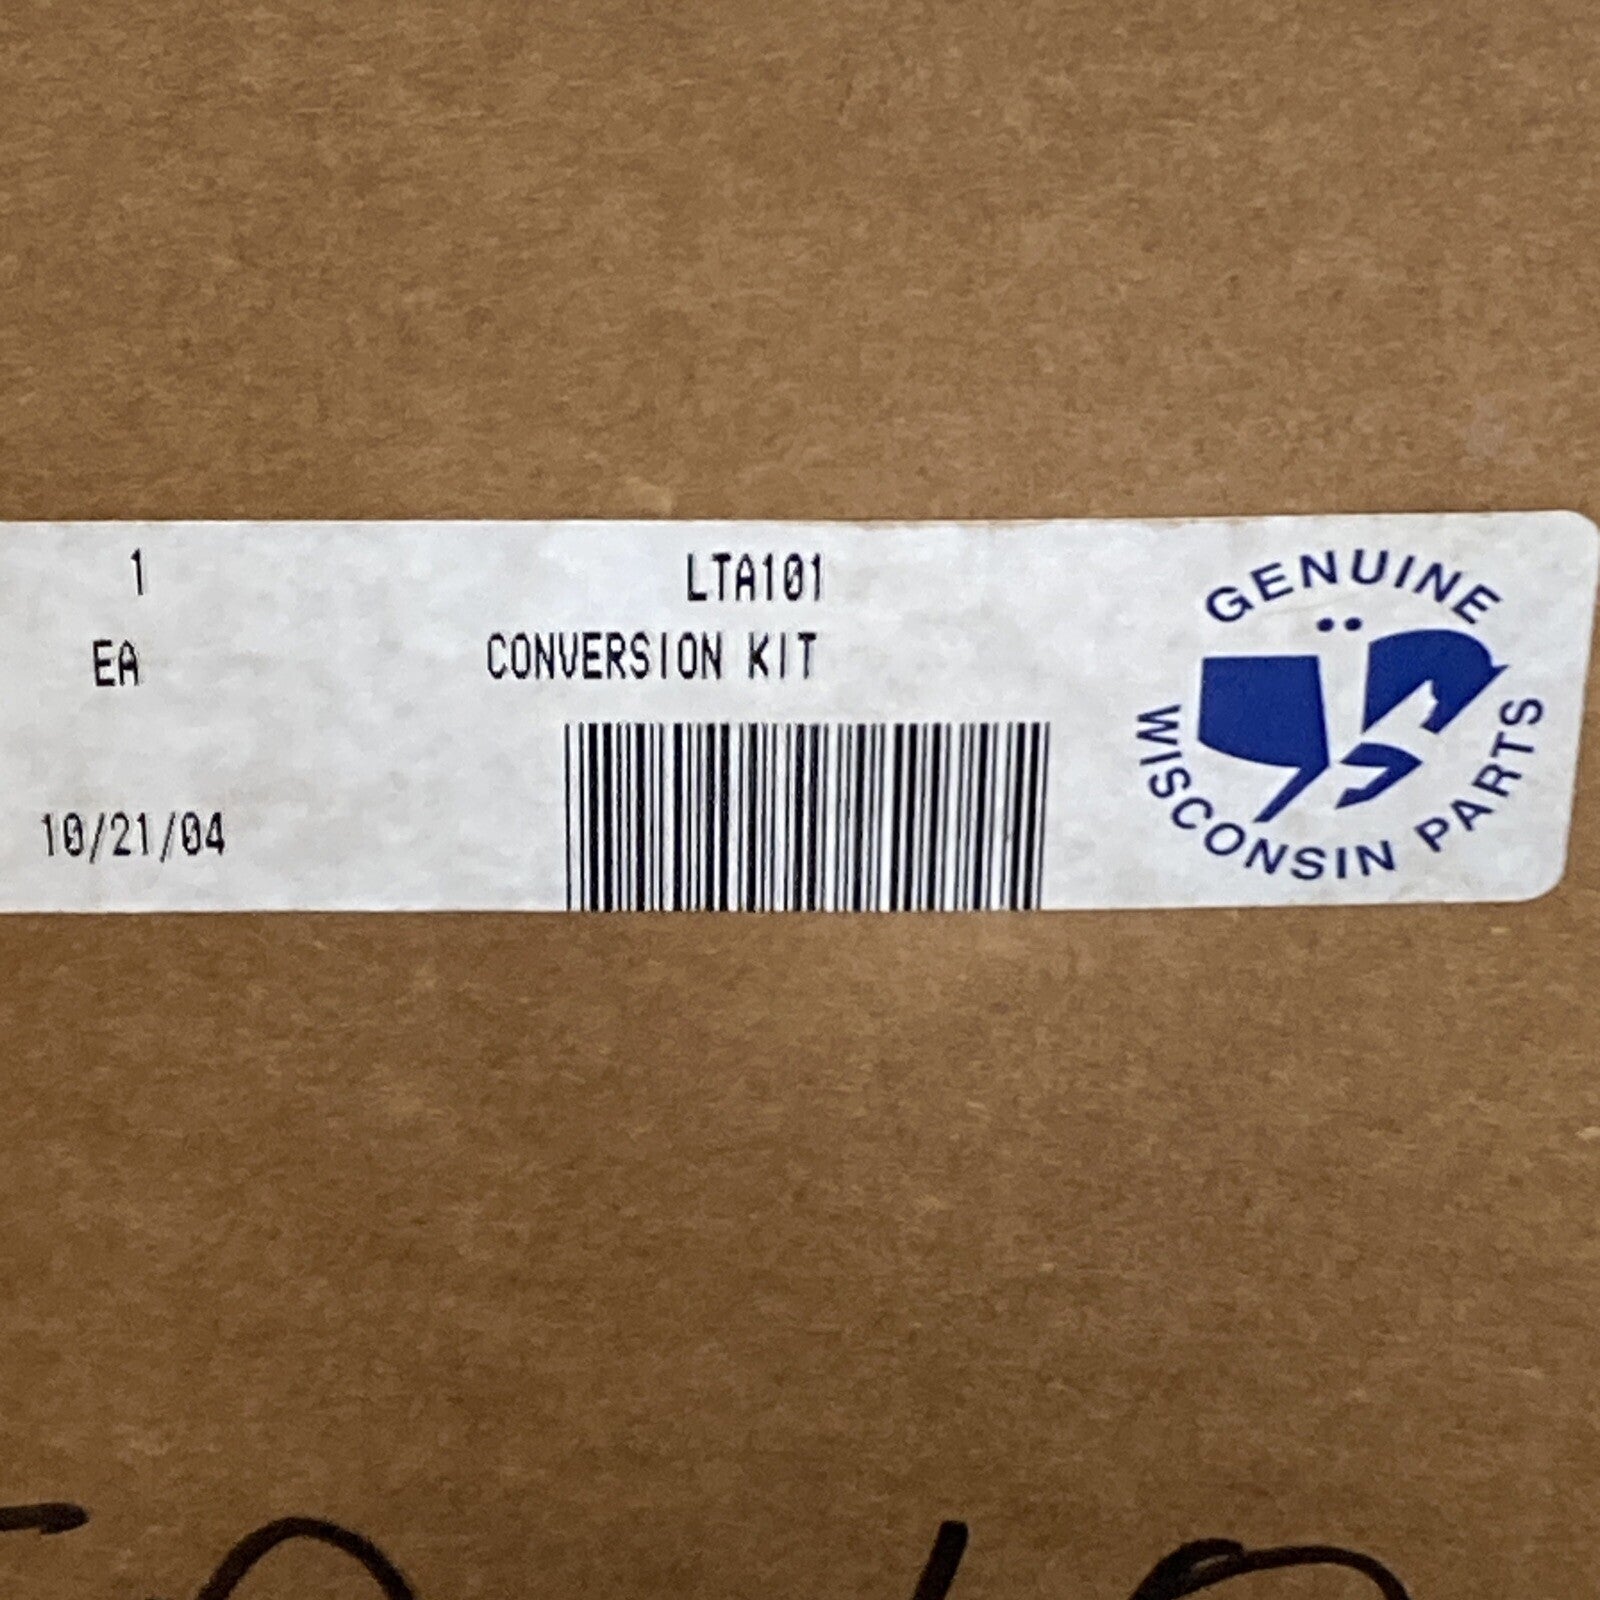 1
LTA101
EA
CONVERSION KIT
10/21/04
GENUINE
WISCONSIN PARTS